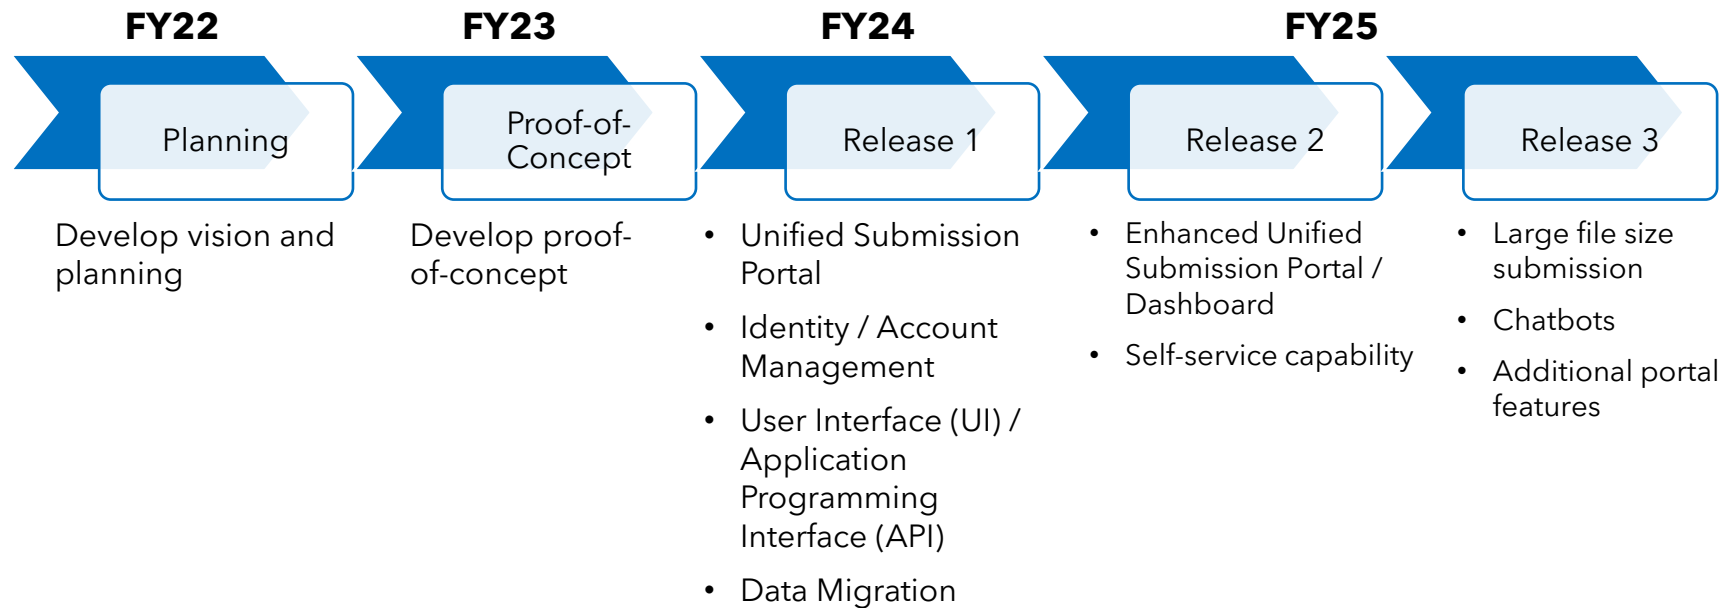 FY22
FY23
FY24
FY25
Planning
Proof-of-
Concept
Release 1
Release 2
Release 3
Develop vision and
planning
Develop proof-
of-concept
• Unified Submission
Portal
• Identity / Account
Management
• User Interface (UI) /
Application
Programming
Interface (API)
• Data Migration
• Enhanced Unified
Submission Portal /
Dashboard
• Self-service capability
• Large file size
submission
• Chatbots
• Additional portal
features